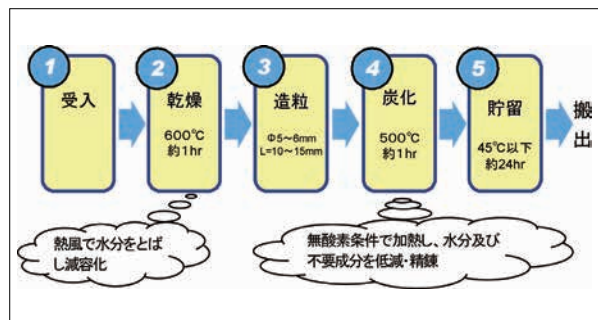 1
受入
2
乾燥
600℃
約1hr
3
造粒
Φ5～6mm
L=10～15mm
4
炭化
500℃
約1hr
5
貯留
45℃以下
約24hr
搬
出
熱風で水分をとば
し減容化
無酸素条件で加熱し、水分及び
不要成分を低減・精錬